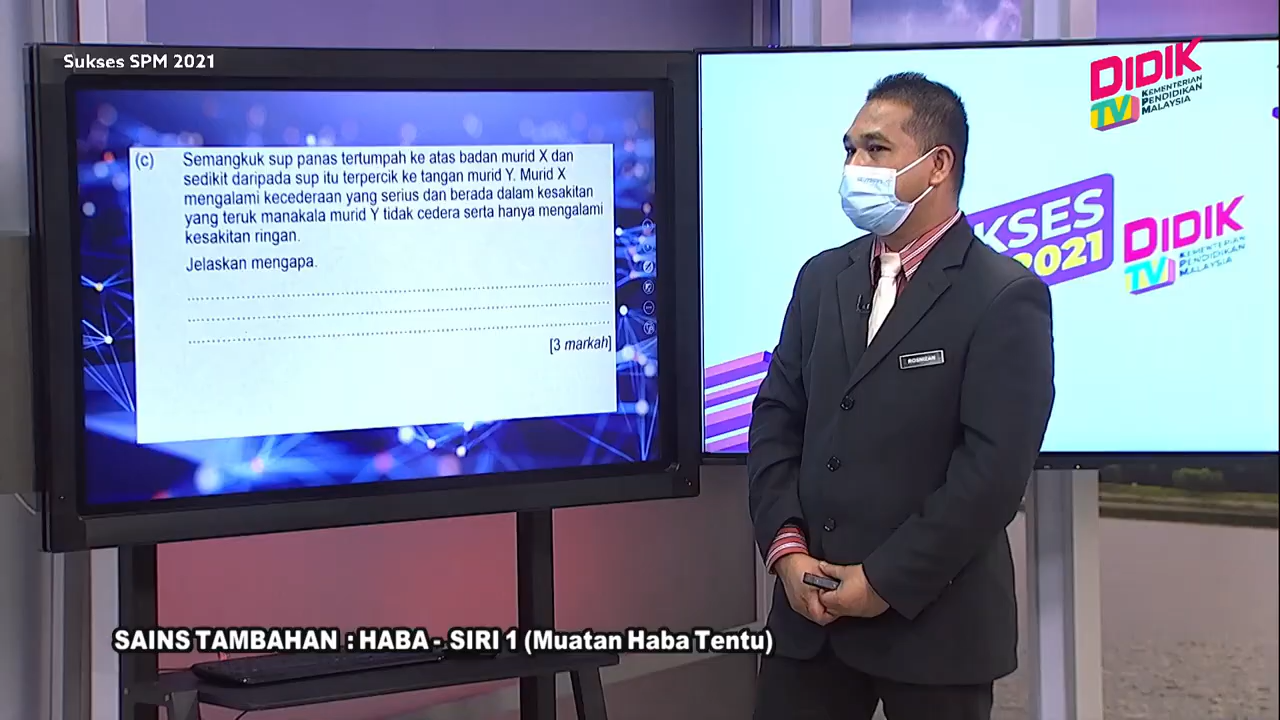 Sukses SPM 2021
(c) Semangkuk sup panas tertumpah ke atas badan murid X dan
sedikit daripada sup itu terpercik ke tangan murid Y. Murid X
mengalami kecederaan yang serius dan berada dalam kesakitan
yang teruk manakala murid Y tidak cedera serta hanya mengalami
kesakitan ringan.
Jelaskan mengapa.
[3 markah]
DIDIK
TV
KEMENTERIAN
PENDIDIKAN
MALAYSIA
KSES
2021
DIDIK
TV
KEMENTERIAN
PENDIDIKAN
MALAYSIA
ROSNIZAN
SAINS TAMBAHAN : HABA - SIRI 1 (Muatan Haba Tentu)